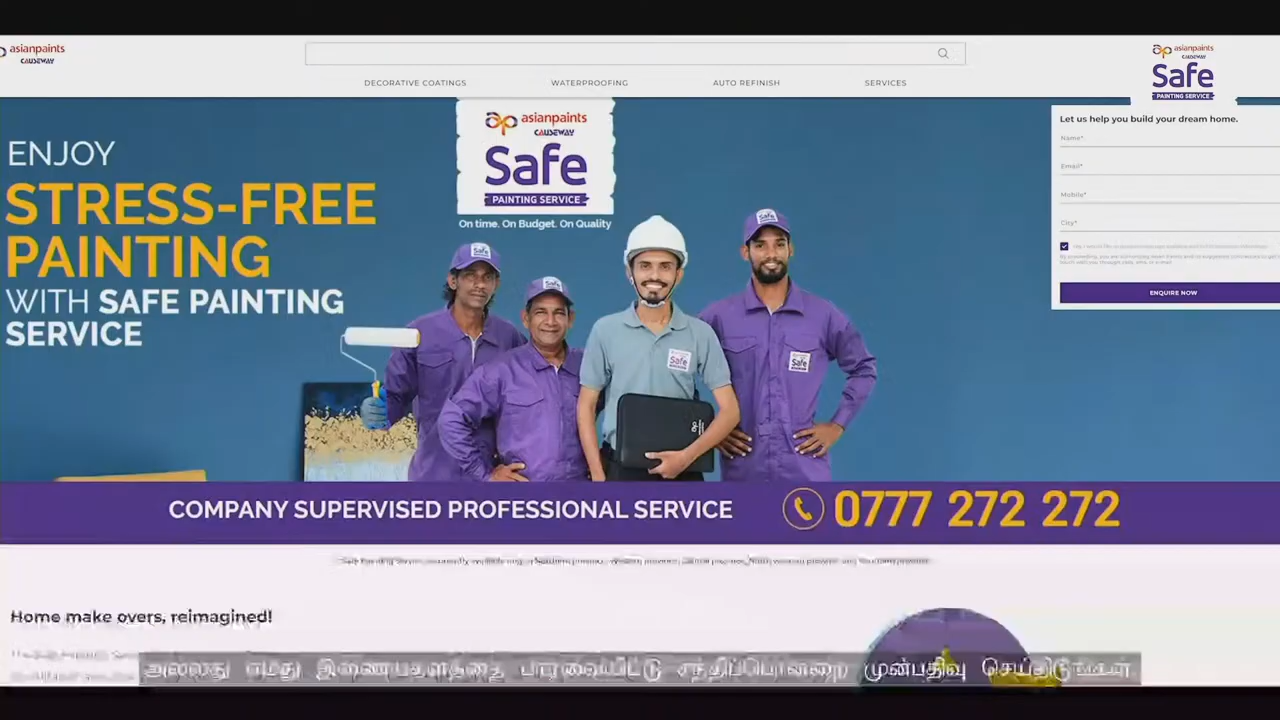 asianpaints
CAUSEWAY
DECORATIVE COATINGS
WATERPROOFING
AUTO REFINISH
SERVICES
asianpaints
CAUSEWAY
Safe
PAINTING SERVICE
ENJOY
STRESS-FREE
PAINTING
WITH SAFE PAINTING
SERVICE
asianpaints
CAUSEWAY
Safe
PAINTING SERVICE
On time. On Budget. On Quality
Safe
Safe
Safe
Safe
Safe
Let us help you build your dream home.
Name*
Email*
Mobile*
City*
ENQUIRE NOW
COMPANY SUPERVISED PROFESSIONAL SERVICE
0777 272 272
Home make overs, reimagined!
அல்லது எமது இணையதளத்தை பார்வையிட்டு சந்திப்பொன்றை முன்பதிவு செய்திடுங்கள்